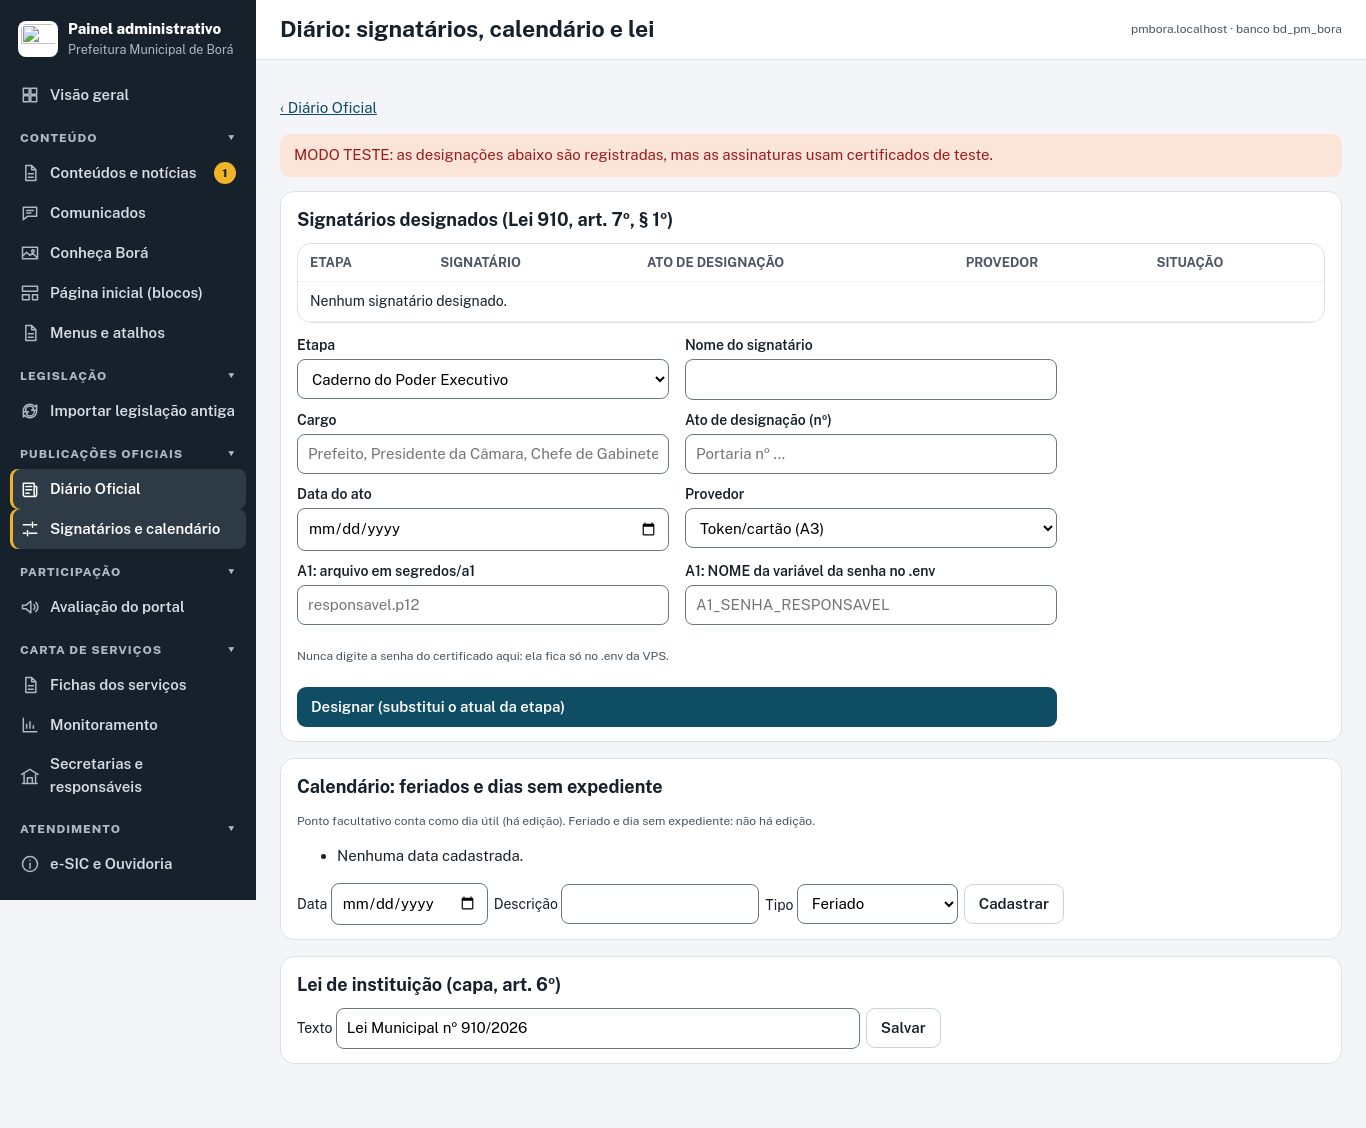 Painel administrativo
Prefeitura Municipal de Borá
Visão geral
CONTEÚDO
Conteúdos e notícias 1
Comunicados
Conheça Borá
Página inicial (blocos)
Menus e atalhos
LEGISLAÇÃO
Importar legislação antiga
PUBLICAÇÕES OFICIAIS
Diário Oficial
Signatários e calendário
PARTICIPAÇÃO
Avaliação do portal
CARTA DE SERVIÇOS
Fichas dos serviços
Monitoramento
Secretarias e
responsáveis
ATENDIMENTO
e-SIC e Ouvidoria
Diário: signatários, calendário e lei
pmbora.localhost · banco bd_pm_bora
‹ Diário Oficial
MODO TESTE: as designações abaixo são registradas, mas as assinaturas usam certificados de teste.
Signatários designados (Lei 910, art. 7º, § 1º)
ETAPA SIGNATÁRIO ATO DE DESIGNAÇÃO PROVEDOR SITUAÇÃO
Nenhum signatário designado.
Etapa Nome do signatário
Caderno do Poder Executivo
Cargo Ato de designação (nº)
Prefeito, Presidente da Câmara, Chefe de Gabinete Portaria nº ...
Data do ato Provedor
mm/dd/yyyy Token/cartão (A3)
A1: arquivo em segredos/a1 A1: NOME da variável da senha no .env
responsavel.p12 A1_SENHA_RESPONSAVEL
Nunca digite a senha do certificado aqui: ela fica só no .env da VPS.
Designar (substitui o atual da etapa)
Calendário: feriados e dias sem expediente
Ponto facultativo conta como dia útil (há edição). Feriado e dia sem expediente: não há edição.
Nenhuma data cadastrada.
Data mm/dd/yyyy Descrição Tipo Feriado Cadastrar
Lei de instituição (capa, art. 6º)
Texto Lei Municipal nº 910/2026 Salvar